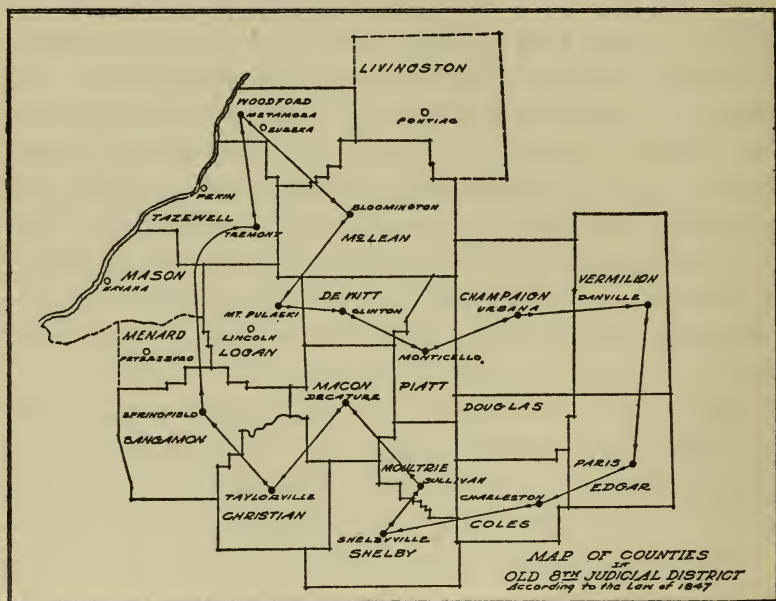 LIVINGSTON
PONTIAC
WOODFORD
METAMORA
EUREKA
PEKIN
TAZEWELL
TREMONT
BLOOMINGTON
McLEAN
MASON
HAVANA
MT. PULASKI
LINCOLN
LOGAN
DE WITT
CLINTON
CHAMPAIGN
URBANA
VERMILION
DANVILLE
MENARD
PETERSBERG
MONTICELLO
PIATT
MACON
DECATURE
DOUGLAS
SPRINGFIELD
SANGAMON
MOULTRIE
SULLIVAN
PARIS
EDGAR
TAYLORVILLE
CHRISTIAN
CHARLESTON
COLES
SHELBYVILLE
SHELBY
MAP OF COUNTIES
IN
OLD 8TH JUDICIAL DISTRICT
According to the Law of 1847